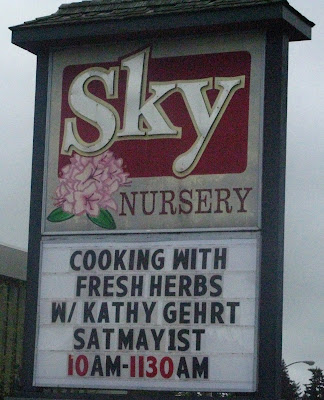 Sky
NURSERY
COOKING WITH
FRESH HERBS
W/ KATHY GEHRT
SAT MAY 1ST
10AM-1130AM